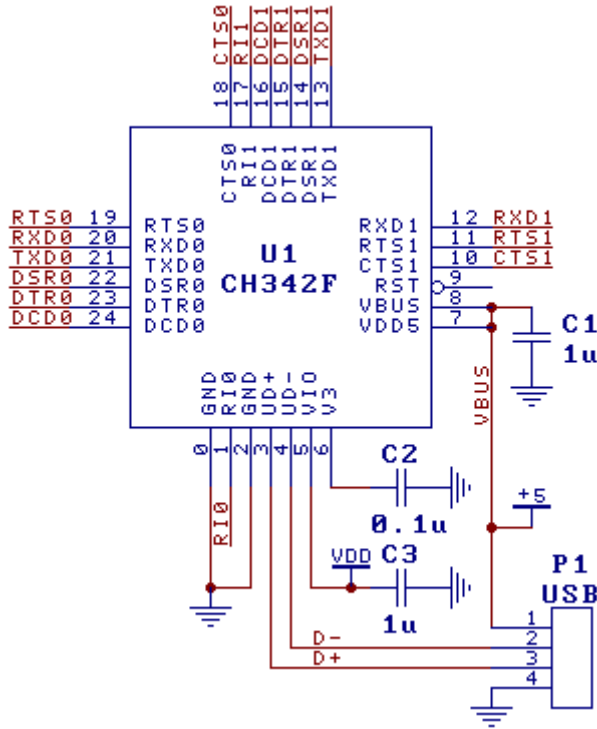 CTS0 RI1 DCD1 DTR1 DSR1 TXD1
18 17 16 15 14 13
CTS0 RI1 DCD1 DTR1 DSR1 TXD1
RTS0 19 RTS0 RXD1 12 RXD1
RXD0 20 RXD0 RTS1 11 RTS1
TXD0 21 TXD0 CTS1 10 CTS1
DSR0 22 DSR0 RST 9
DTR0 23 DTR0 VBUS 8
DCD0 24 DCD0 VDD5 7
U1
CH342F
C1
1u
VBUS
GND RI0 GND UD+ UD- VIO V3
0 1 2 3 4 5 6
RI0
C2
0.1u
+5
VDD
C3
1u
P1
USB
D-
D+
1
2
3
4